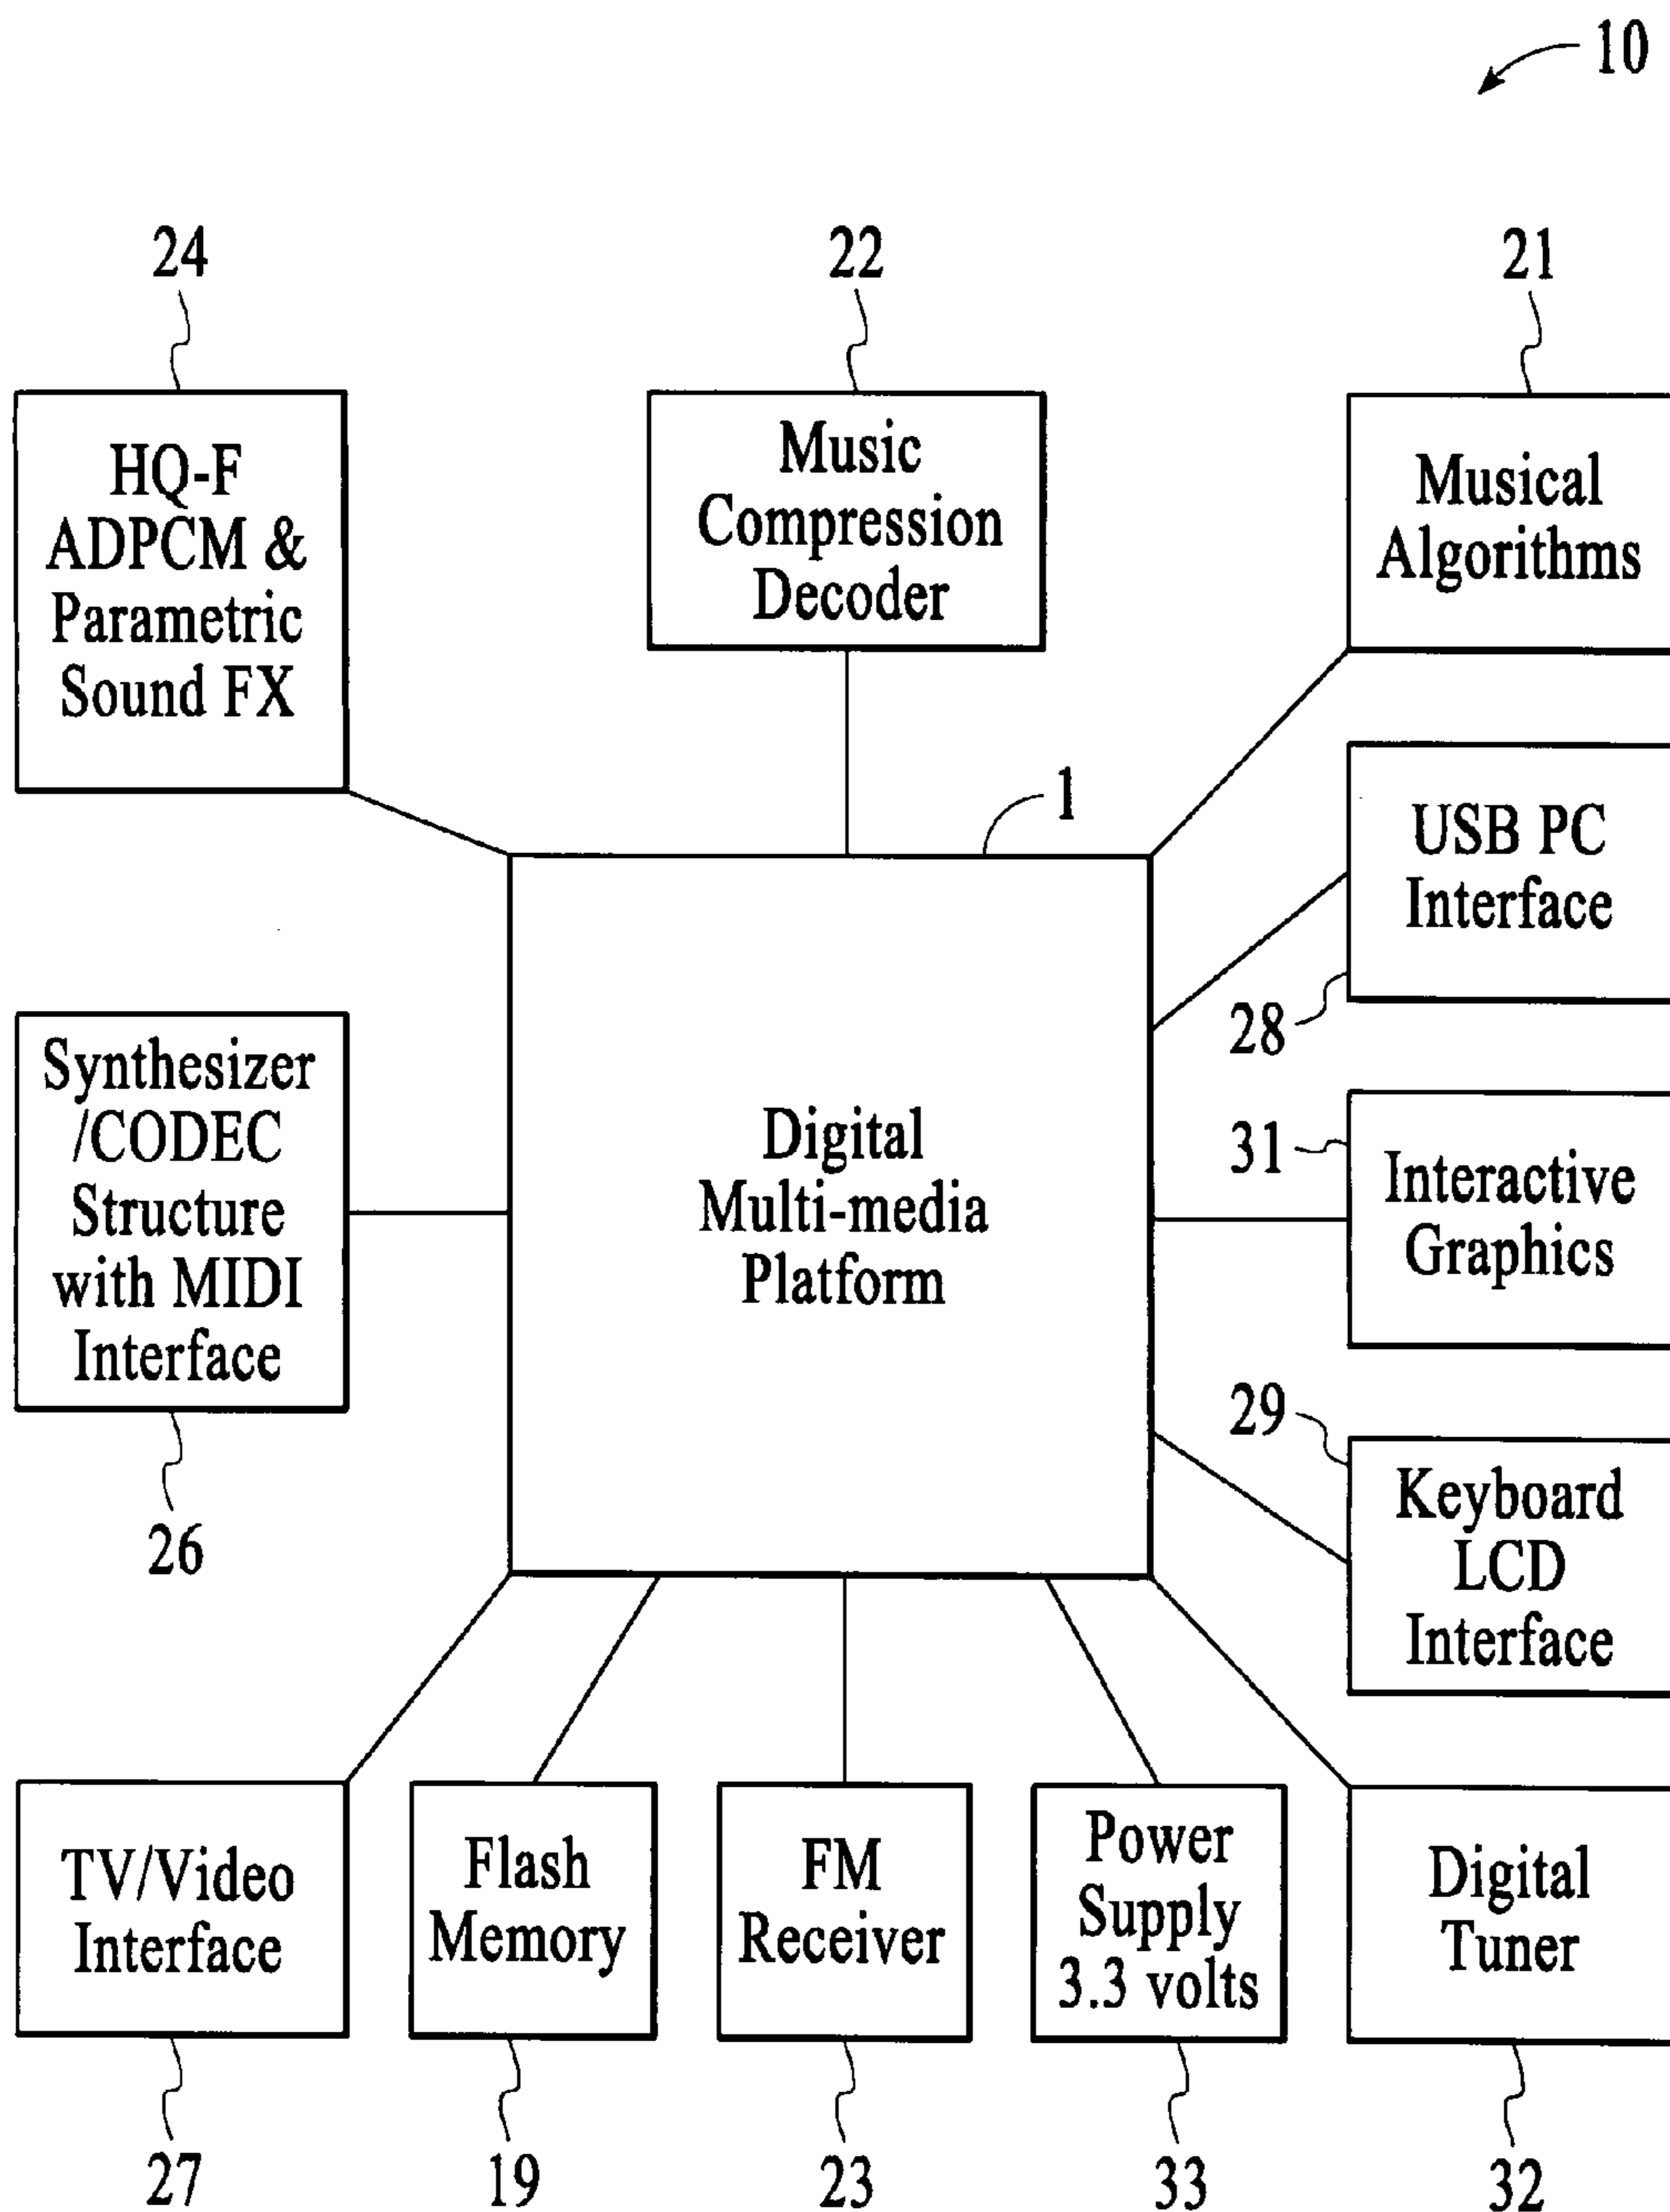 10
24
22
21
HQ-F
ADPCM &
Parametric
Sound FX
Music
Compression
Decoder
Musical
Algorithms
1
USB PC
Interface
28
Synthesizer
/CODEC
Structure
with MIDI
Interface
26
Digital
Multi-media
Platform
31
Interactive
Graphics
29
Keyboard
LCD
Interface
TV/Video
Interface
Flash
Memory
FM
Receiver
Power
Supply
3.3 volts
Digital
Tuner
27
19
23
33
32